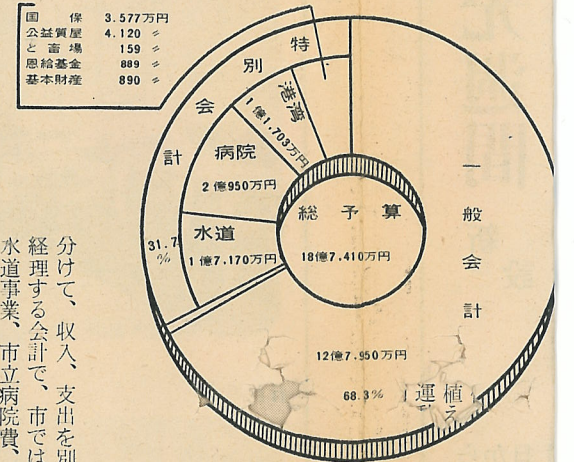 国保 3.577万円
公益質屋 4.120 〃
と畜場 159 〃
恩給基金 889 〃
基本財産 890 〃
特別会計
31.7%
港湾
1億1.703万円
病院
2億950万円
水道
1億7.170万円
総予算
18億7.410万円
一般会計
12億7.950万円
68.3%
植え
運
分けて、収入、支出を別
経理する会計で、市では
水道事業、市立病院費、